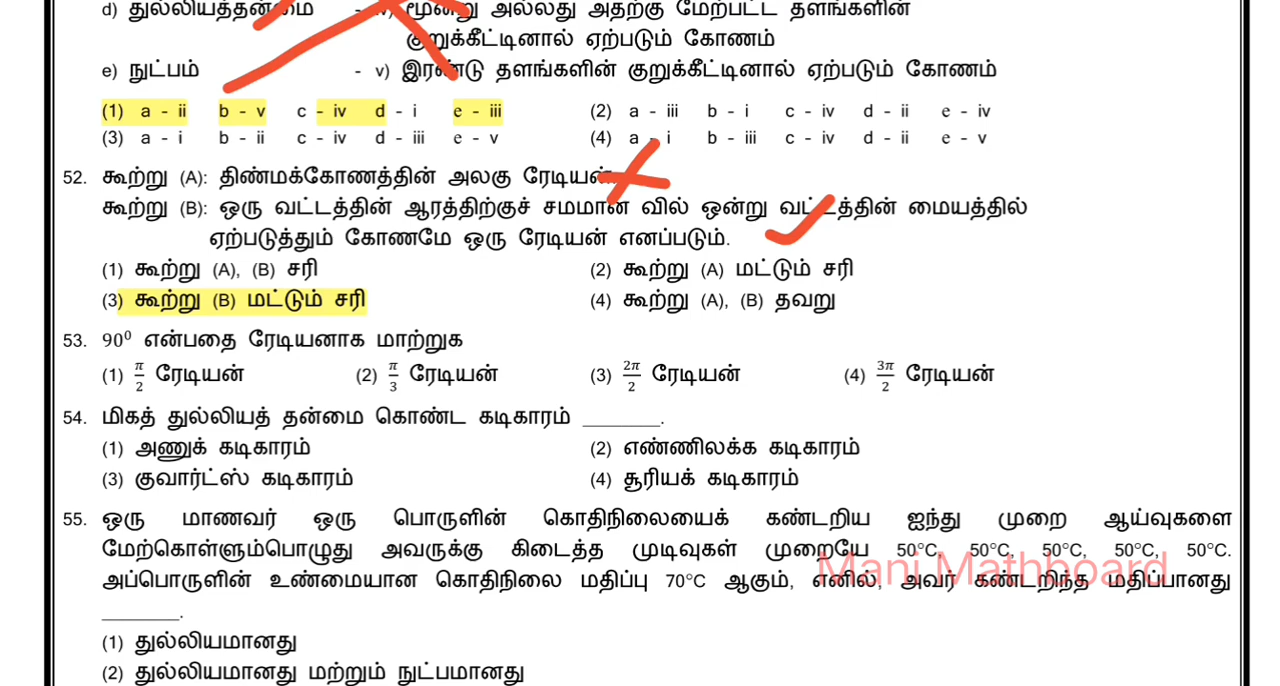 d) துல்லியத்தன்மை - iv) மூன்று அல்லது அதற்கு மேற்பட்ட தளங்களின்
குறுக்கீட்டினால் ஏற்படும் கோணம்
e) நுட்பம் - v) இரண்டு தளங்களின் குறுக்கீட்டினால் ஏற்படும் கோணம்
(1) a - ii b - v c - iv d - i e - iii (2) a - iii b - i c - iv d - ii e - iv
(3) a - i b - ii c - iv d - iii e - v (4) a - i b - iii c - iv d - ii e - v
52. கூற்று (A): திண்மக்கோணத்தின் அலகு ரேடியன்.
கூற்று (B): ஒரு வட்டத்தின் ஆரத்திற்குச் சமமான வில் ஒன்று வட்டத்தின் மையத்தில்
ஏற்படுத்தும் கோணமே ஒரு ரேடியன் எனப்படும்.
(1) கூற்று (A), (B) சரி (2) கூற்று (A) மட்டும் சரி
(3) கூற்று (B) மட்டும் சரி (4) கூற்று (A), (B) தவறு
53. 90⁰ என்பதை ரேடியனாக மாற்றுக
(1) π/2 ரேடியன் (2) π/3 ரேடியன் (3) 2π/2 ரேடியன் (4) 3π/2 ரேடியன்
54. மிகத் துல்லியத் தன்மை கொண்ட கடிகாரம் _______.
(1) அணுக் கடிகாரம் (2) எண்ணிலக்க கடிகாரம்
(3) குவார்ட்ஸ் கடிகாரம் (4) சூரியக் கடிகாரம்
55. ஒரு மாணவர் ஒரு பொருளின் கொதிநிலையைக் கண்டறிய ஐந்து முறை ஆய்வுகளை
மேற்கொள்ளும்பொழுது அவருக்கு கிடைத்த முடிவுகள் முறையே 50°C, 50°C, 50°C, 50°C, 50°C.
Mani Mathboard
அப்பொருளின் உண்மையான கொதிநிலை மதிப்பு 70°C ஆகும், எனில், அவர் கண்டறிந்த மதிப்பானது
_______.
(1) துல்லியமானது
(2) துல்லியமானது மற்றும் நுட்பமானது